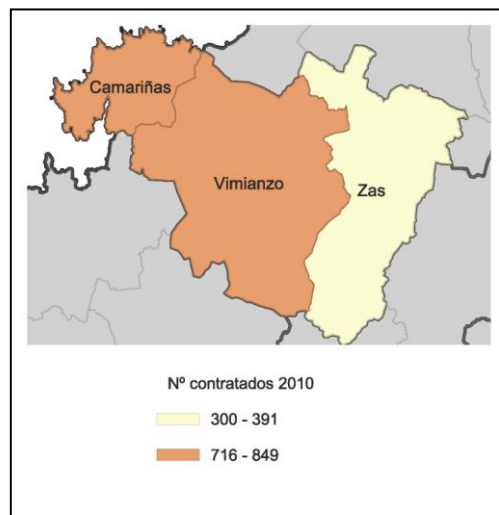 Camariñas
Vimianzo
Zas
Nº contratados 2010
300 - 391
716 - 849